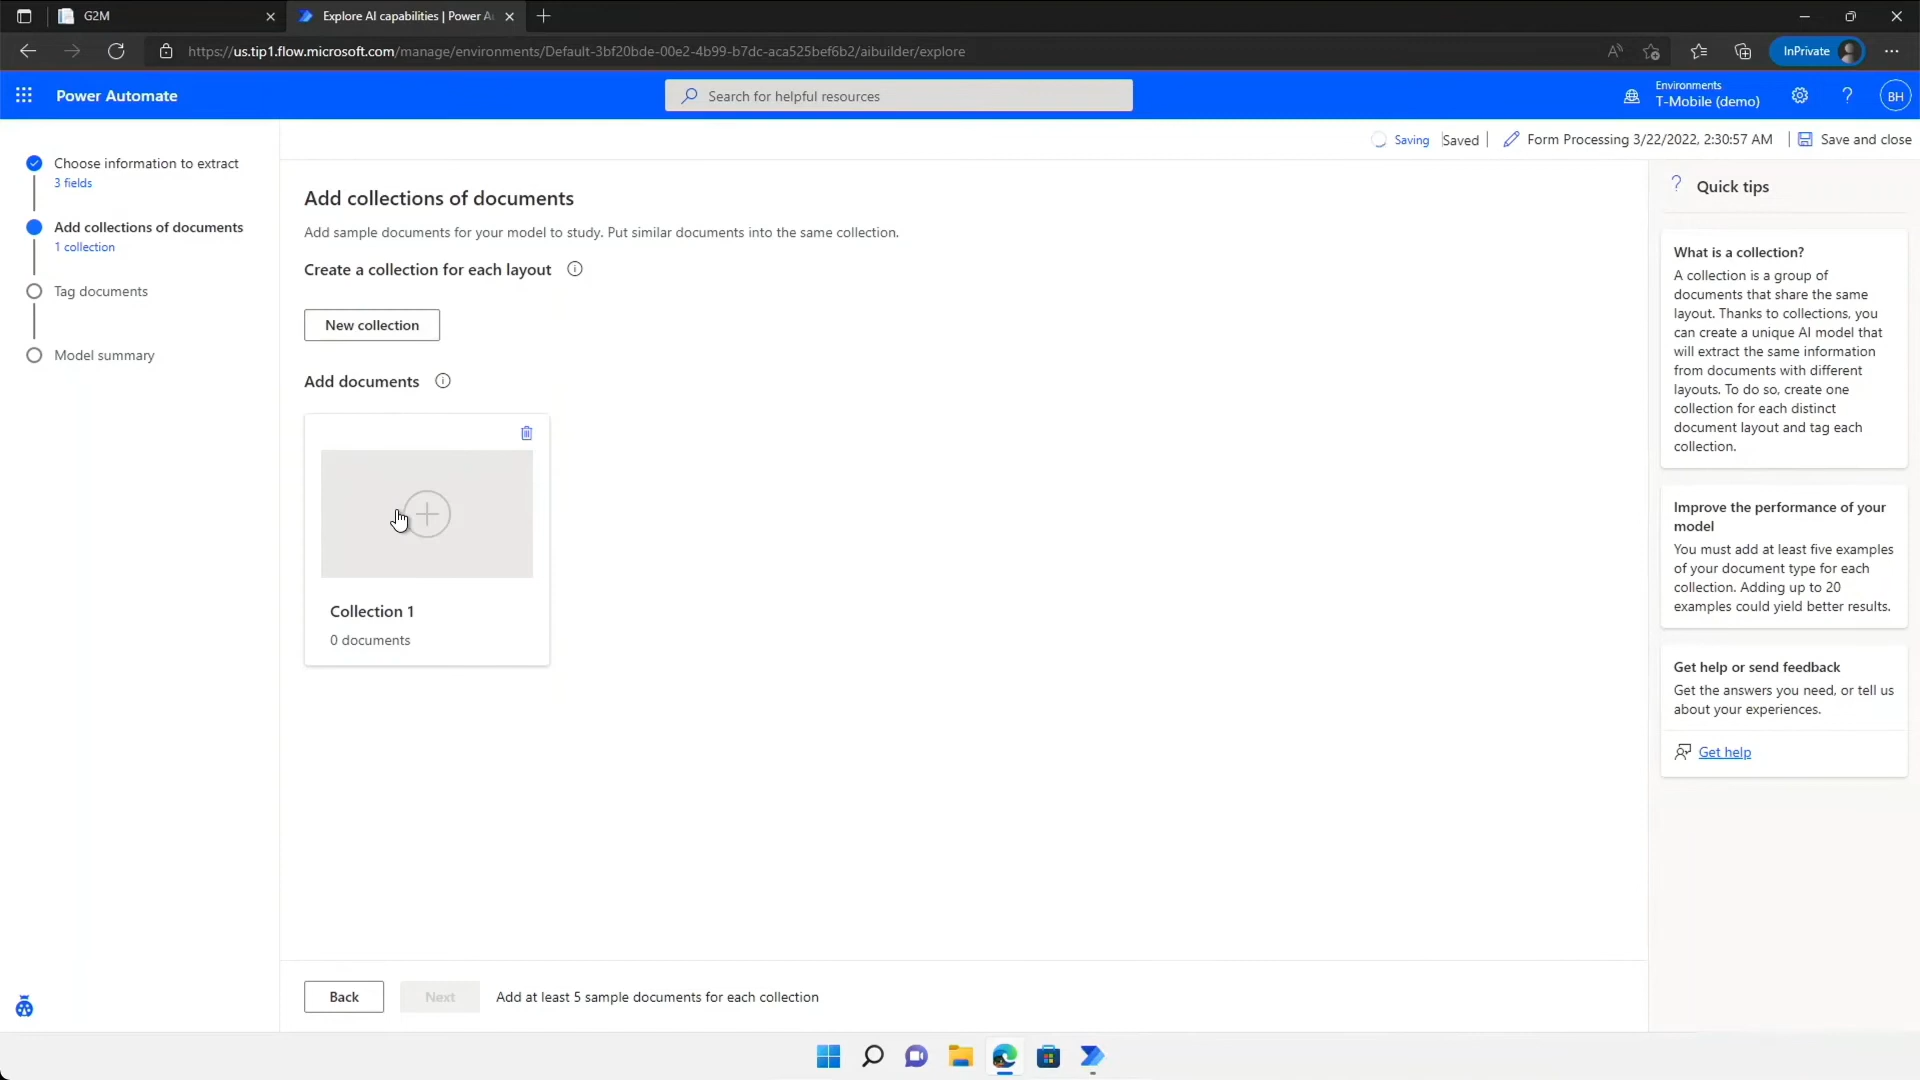 G2M
Explore AI capabilities | Power A
https://us.tip1.flow.microsoft.com/manage/environments/Default-3bf20bde-00e2-4b99-b7dc-aca525bef6b2/aibuilder/explore
InPrivate
Power Automate
Search for helpful resources
Environments
T-Mobile (demo)
BH
Saving
Saved
Form Processing 3/22/2022, 2:30:57 AM
Save and close
Choose information to extract
3 fields
Add collections of documents
1 collection
Tag documents
Model summary
Add collections of documents
Add sample documents for your model to study. Put similar documents into the same collection.
Create a collection for each layout
New collection
Add documents
Collection 1
0 documents
Back
Next
Add at least 5 sample documents for each collection
Quick tips
What is a collection?
A collection is a group of
documents that share the same
layout. Thanks to collections, you
can create a unique AI model that
will extract the same information
from documents with different
layouts. To do so, create one
collection for each distinct
document layout and tag each
collection.
Improve the performance of your
model
You must add at least five examples
of your document type for each
collection. Adding up to 20
examples could yield better results.
Get help or send feedback
Get the answers you need, or tell us
about your experiences.
Get help